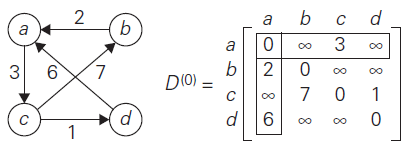 a 2 b
3 6 7
c 1 d
D(0) =
a b c d
a 0 ∞ 3 ∞
b 2 0 ∞ ∞
c ∞ 7 0 1
d 6 ∞ ∞ 0